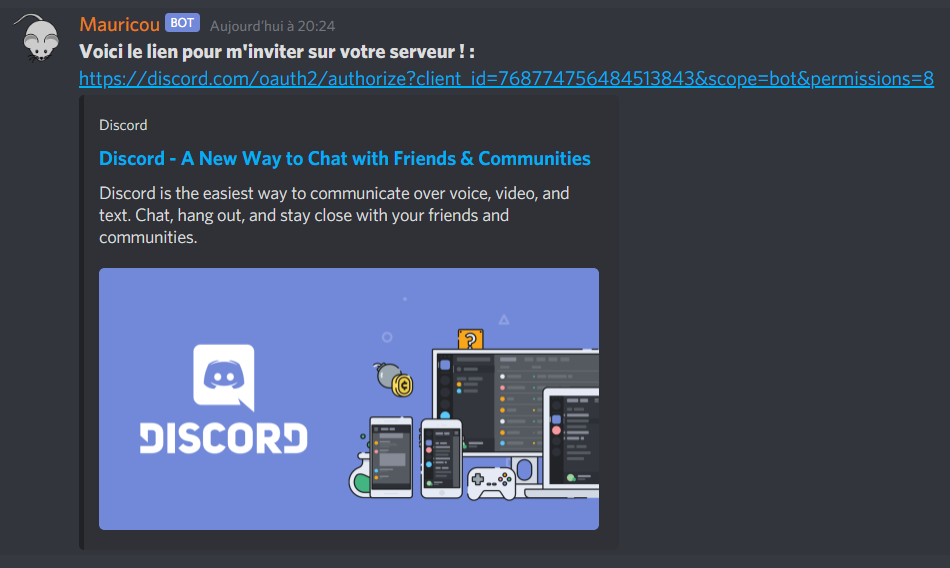 Mauricou BOT Aujourd'hui à 20:24
Voici le lien pour m'inviter sur votre serveur ! :
https://discord.com/oauth2/authorize?client_id=768774756484513843&scope=bot&permissions=8
Discord
Discord - A New Way to Chat with Friends & Communities
Discord is the easiest way to communicate over voice, video, and
text. Chat, hang out, and stay close with your friends and
communities.
?
DISCORD